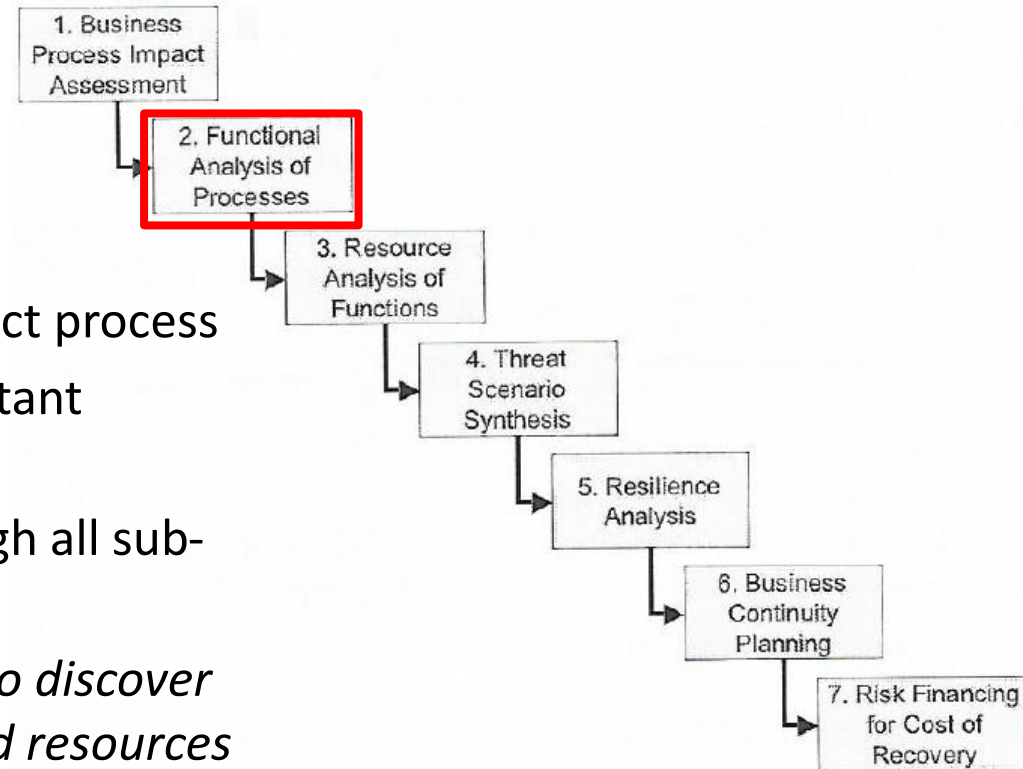 1. Business
Process Impact
Assessment
2. Functional
Analysis of
Processes
3. Resource
Analysis of
Functions
ct process
4. Threat
Scenario
Synthesis
tant
5. Resilience
Analysis
gh all sub-
6. Business
Continuity
Planning
o discover
d resources
7. Risk Financing
for Cost of
Recovery